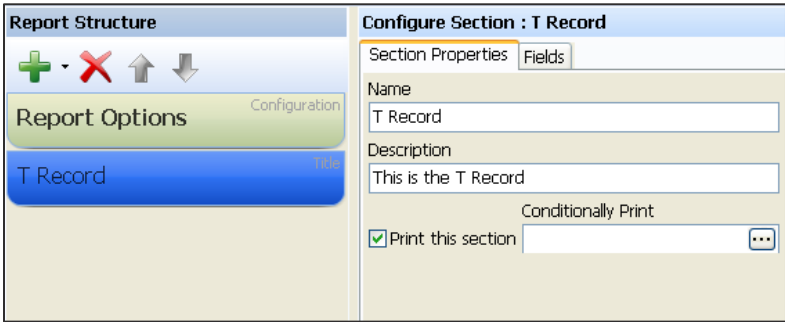 Report Structure
Configuration
Report Options
Title
T Record
Configure Section : T Record
Section Properties
Fields
Name
T Record
Description
This is the T Record
Conditionally Print
Print this section
...